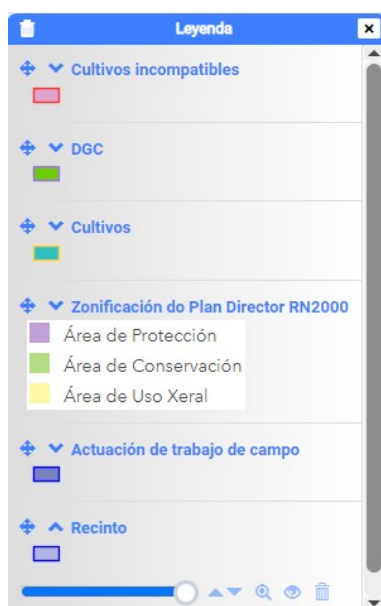 Leyenda
Cultivos incompatibles
DGC
Cultivos
Zonificación do Plan Director RN2000
Área de Protección
Área de Conservación
Área de Uso Xeral
Actuación de trabajo de campo
Recinto